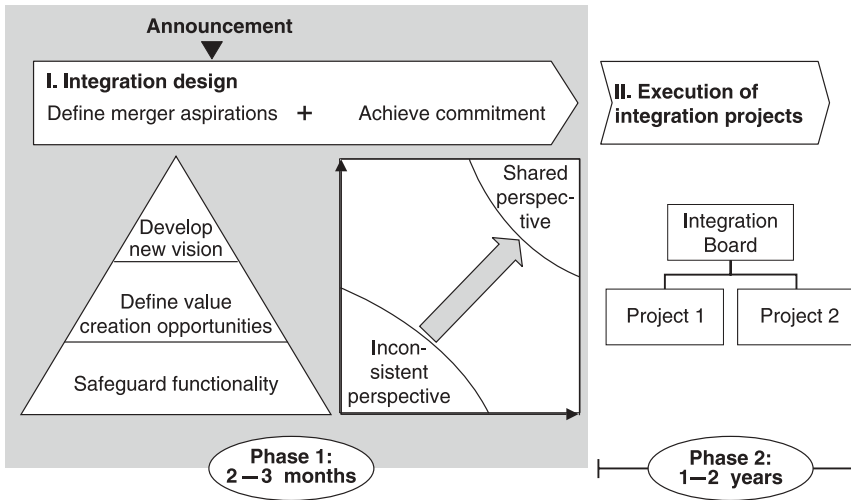 Announcement
I. Integration design
Define merger aspirations + Achieve commitment
II. Execution of
integration projects
Develop
new vision
Define value
creation opportunities
Safeguard functionality
Shared
perspec-
tive
Incon-
sistent
perspective
Integration
Board
Project 1
Project 2
Phase 1:
2—3 months
Phase 2:
1—2 years